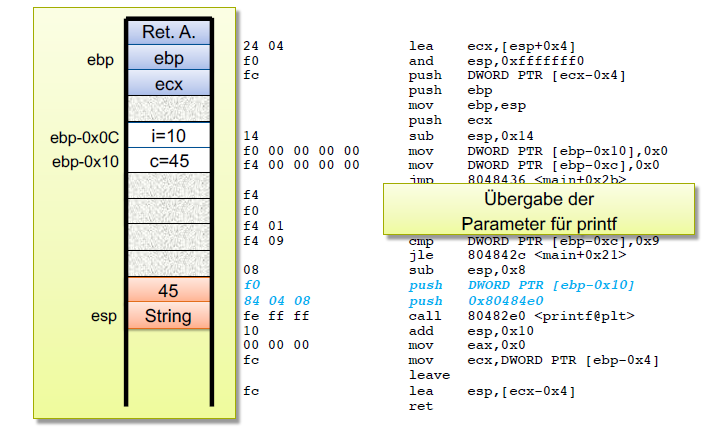 Ret. A.
ebp ebp
ecx
ebp-0x0C i=10
ebp-0x10 c=45
45
esp String
24 04 lea ecx,[esp+0x4]
f0 and esp,0xfffffff0
fc push DWORD PTR [ecx-0x4]
push ebp
mov ebp,esp
push ecx
14 sub esp,0x14
f0 00 00 00 00 mov DWORD PTR [ebp-0x10],0x0
f4 00 00 00 00 mov DWORD PTR [ebp-0xc],0x0
jmp 8048436 <main+0x2b>
f4
f0
f4 01
Übergabe der
Parameter für printf
f4 09 cmp DWORD PTR [ebp-0xc],0x9
jle 804842c <main+0x21>
08 sub esp,0x8
f0 push DWORD PTR [ebp-0x10]
84 04 08 push 0x80484e0
fe ff ff call 80482e0 <printf@plt>
10 add esp,0x10
00 00 00 mov eax,0x0
fc mov ecx,DWORD PTR [ebp-0x4]
leave
fc lea esp,[ecx-0x4]
ret